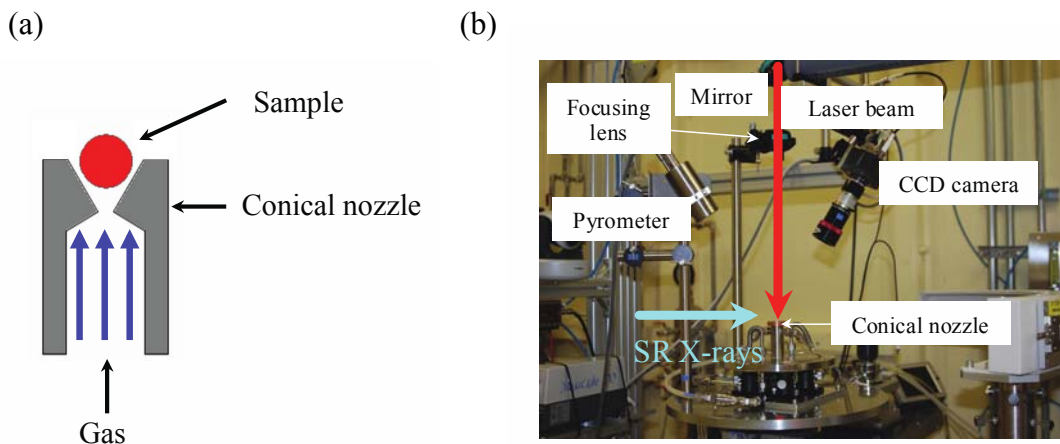 (a)
Sample
Conical nozzle
Gas
(b)
Mirror
Laser beam
Focusing
lens
CCD camera
Pyrometer
Conical nozzle
SR X-rays